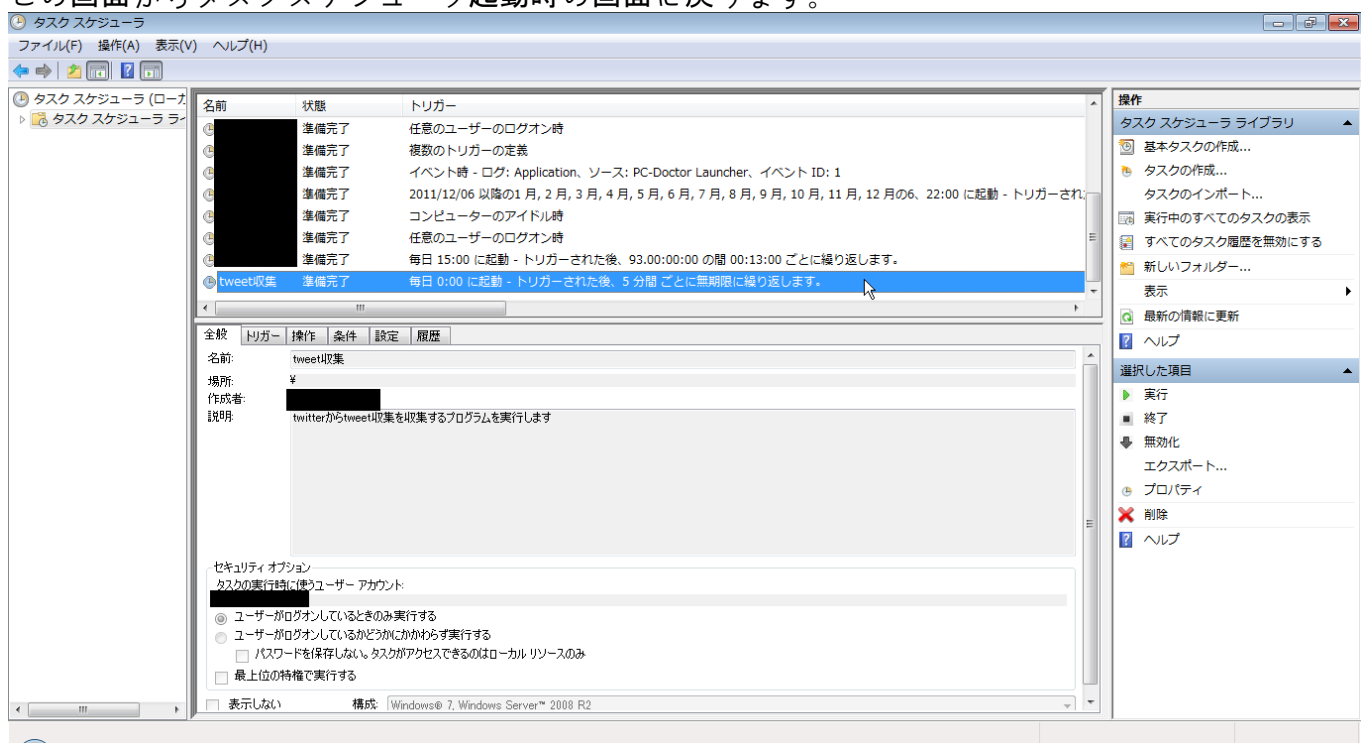 この画面からタスクスケジューラ起動時の画面に戻ります。
タスク スケジューラ
ファイル(F) 操作(A) 表示(V) ヘルプ(H)
タスク スケジューラ (ローカ
タスク スケジューラ ラ
名前 状態 トリガー
準備完了 任意のユーザーのログオン時
準備完了 複数のトリガーの定義
準備完了 イベント時 - ログ: Application、ソース: PC-Doctor Launcher、イベント ID: 1
準備完了 2011/12/06 以降の1 月, 2 月, 3 月, 4 月, 5 月, 6 月, 7 月, 8 月, 9 月, 10 月, 11 月, 12 月の6、22:00 に起動 - トリガーされ
準備完了 コンピューターのアイドル時
準備完了 任意のユーザーのログオン時
準備完了 毎日 15:00 に起動 - トリガーされた後、93.00:00:00 の間 00:13:00 ごとに繰り返します。
tweet収集 準備完了 毎日 0:00 に起動 - トリガーされた後、5 分間 ごとに無期限に繰り返します。
全般 トリガー 操作 条件 設定 履歴
名前: tweet収集
場所: ¥
作成者:
説明: twitterからtweet収集を収集するプログラムを実行します
セキュリティ オプション
タスクの実行時に使うユーザー アカウント:
ユーザーがログオンしているときのみ実行する
ユーザーがログオンしているかどうかにかかわらず実行する
パスワードを保存しない。タスクがアクセスできるのはローカル リソースのみ
最上位の特権で実行する
表示しない 構成: Windows® 7, Windows Server™ 2008 R2
操作
タスク スケジューラ ライブラリ
基本タスクの作成...
タスクの作成...
タスクのインポート...
実行中のすべてのタスクの表示
すべてのタスク履歴を無効にする
新しいフォルダー...
表示
最新の情報に更新
ヘルプ
選択した項目
実行
終了
無効化
エクスポート...
プロパティ
削除
ヘルプ